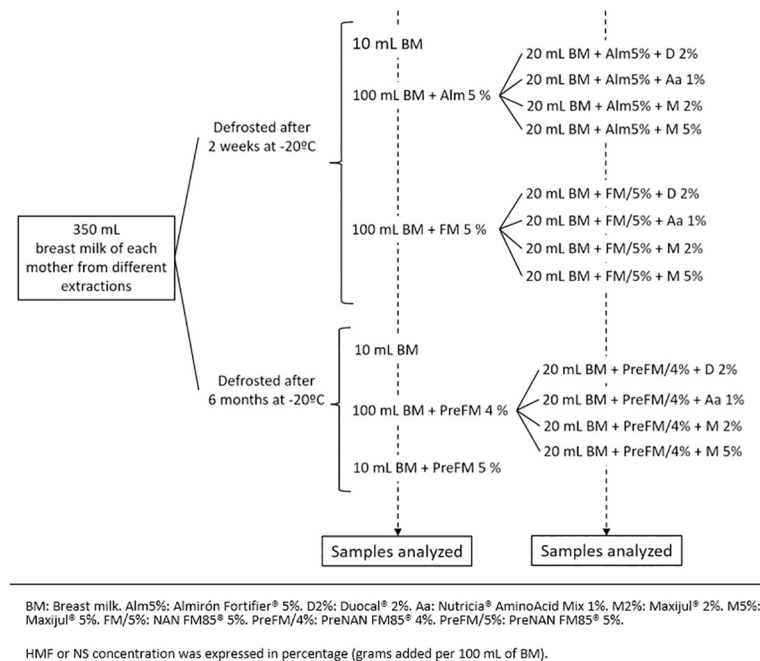 350 mL
breast milk of each
mother from different
extractions
Defrosted after
2 weeks at -20ºC
10 mL BM
100 mL BM + Alm 5 %
20 mL BM + Alm5% + D 2%
20 mL BM + Alm5% + Aa 1%
20 mL BM + Alm5% + M 2%
20 mL BM + Alm5% + M 5%
100 mL BM + FM 5 %
20 mL BM + FM/5% + D 2%
20 mL BM + FM/5% + Aa 1%
20 mL BM + FM/5% + M 2%
20 mL BM + FM/5% + M 5%
Defrosted after
6 months at -20ºC
10 mL BM
100 mL BM + PreFM 4 %
20 mL BM + PreFM/4% + D 2%
20 mL BM + PreFM/4% + Aa 1%
20 mL BM + PreFM/4% + M 2%
20 mL BM + PreFM/4% + M 5%
10 mL BM + PreFM 5 %
Samples analyzed
Samples analyzed
BM: Breast milk. Alm5%: Almirón Fortifier® 5%. D2%: Duocal® 2%. Aa: Nutricia® AminoAcid Mix 1%. M2%: Maxijul® 2%. M5%:
Maxijul® 5%. FM/5%: NAN FM85® 5%. PreFM/4: PreNAN FM85® 4%. PreFM/5%: PreNAN FM85® 5%.
HMF or NS concentration was expressed in percentage (grams added per 100 mL of BM).